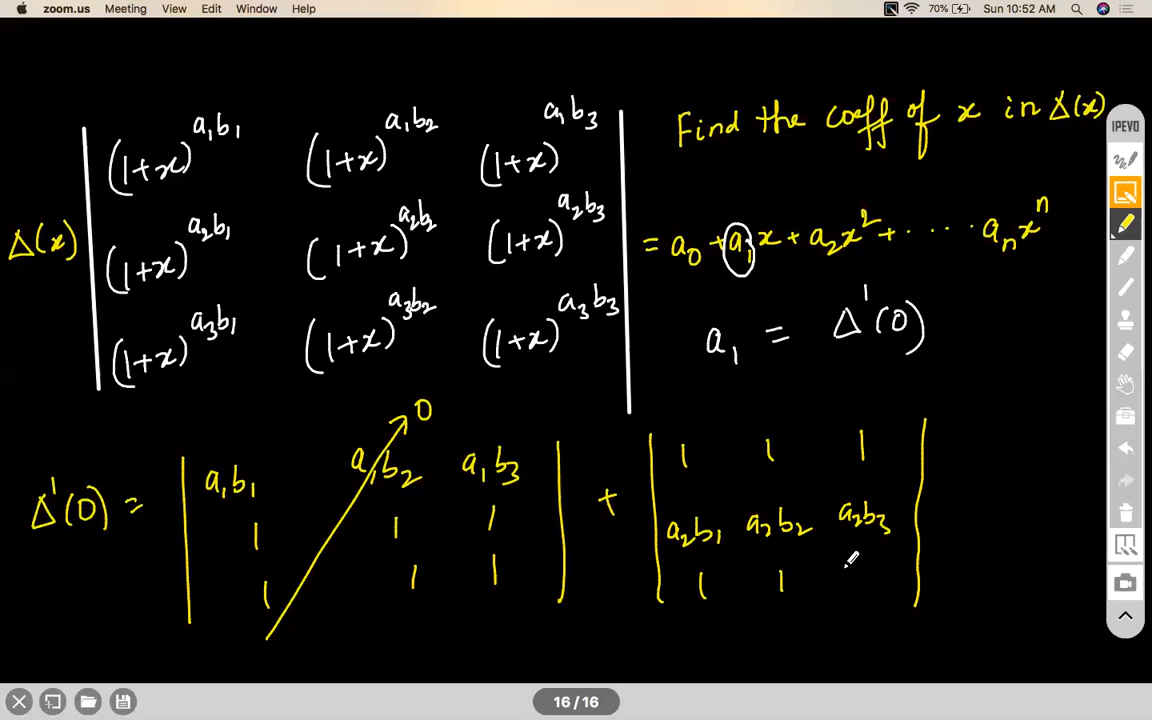 zoom.us Meeting View Edit Window Help 70% Sun 10:52 AM
Find the coeff of x in Δ(x)
(1+x)^{a₁b₁} (1+x)^{a₁b₂} (1+x)^{a₁b₃}
Δ(x) (1+x)^{a₂b₁} (1+x)^{a₂b₂} (1+x)^{a₂b₃} = a₀ + a₁x + a₂x² + ······ aₙxⁿ
(1+x)^{a₃b₁} (1+x)^{a₃b₂} (1+x)^{a₃b₃}
a₁ = Δ'(0)
0
Δ'(0) = | a₁b₁ a₁b₂ a₁b₃ | + | 1 1 1 |
1 1 1 a₂b₁ a₂b₂ a₂b₃
1 1 1 1 1
IPEVO
16 / 16